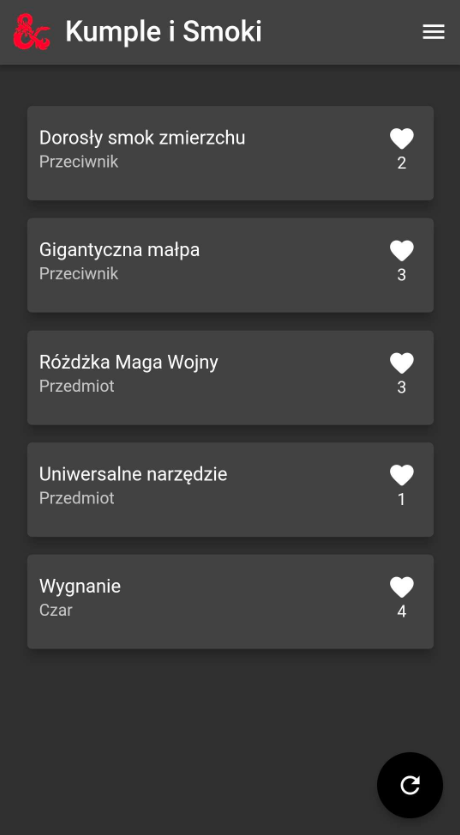 Kumple i Smoki
Dorosły smok zmierzchu
Przeciwnik
2
Gigantyczna małpa
Przeciwnik
3
Różdżka Maga Wojny
Przedmiot
3
Uniwersalne narzędzie
Przedmiot
1
Wygnanie
Czar
4